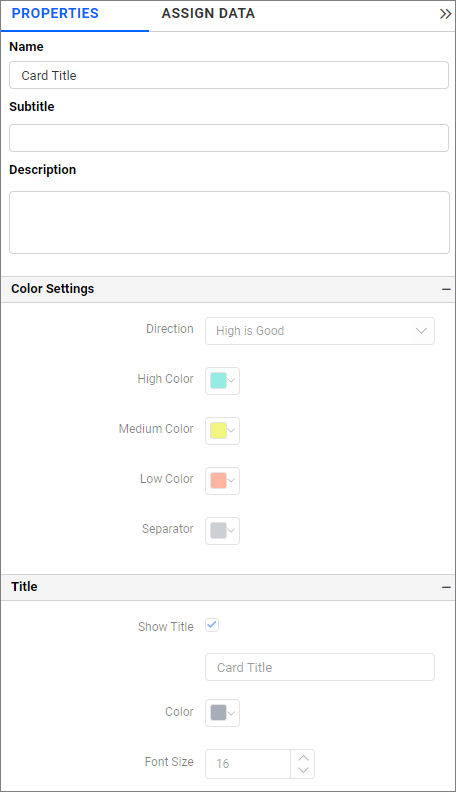 PROPERTIES ASSIGN DATA
Name
Card Title
Subtitle
Description
Color Settings
Direction High is Good
High Color
Medium Color
Low Color
Separator
Title
Show Title
Card Title
Color
Font Size 16